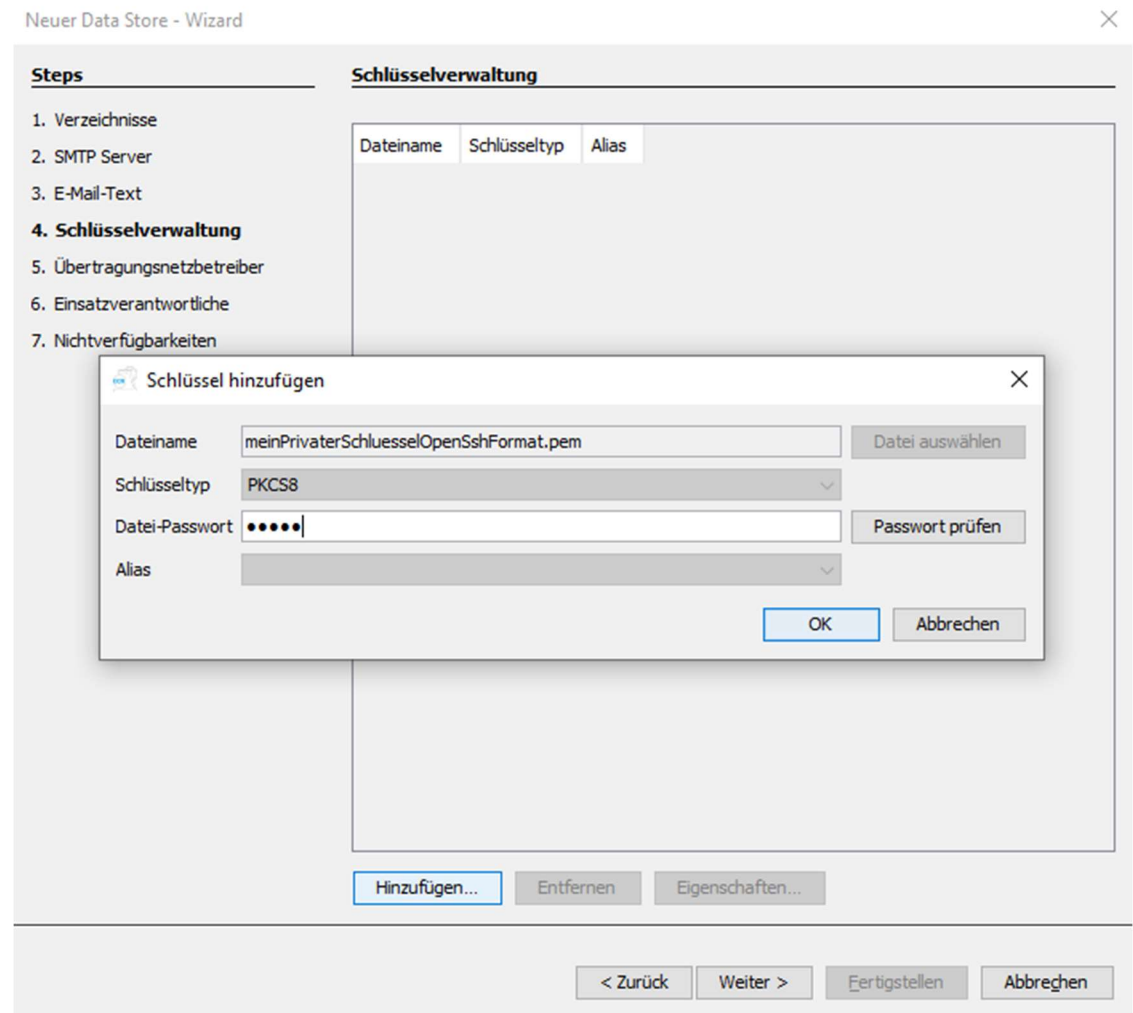 Neuer Data Store - Wizard
Steps
1. Verzeichnisse
2. SMTP Server
3. E-Mail-Text
4. Schlüsselverwaltung
5. Übertragungsnetzbetreiber
6. Einsatzverantwortliche
7. Nichtverfügbarkeiten
Schlüsselverwaltung
Dateiname Schlüsseltyp Alias
Schlüssel hinzufügen
Dateiname meinPrivaterSchluesselOpenSshFormat.pem Datei auswählen
Schlüsseltyp PKCS8
Datei-Passwort ●●●●● Passwort prüfen
Alias
OK Abbrechen
Hinzufügen... Entfernen Eigenschaften...
< Zurück Weiter > Fertigstellen Abbrechen